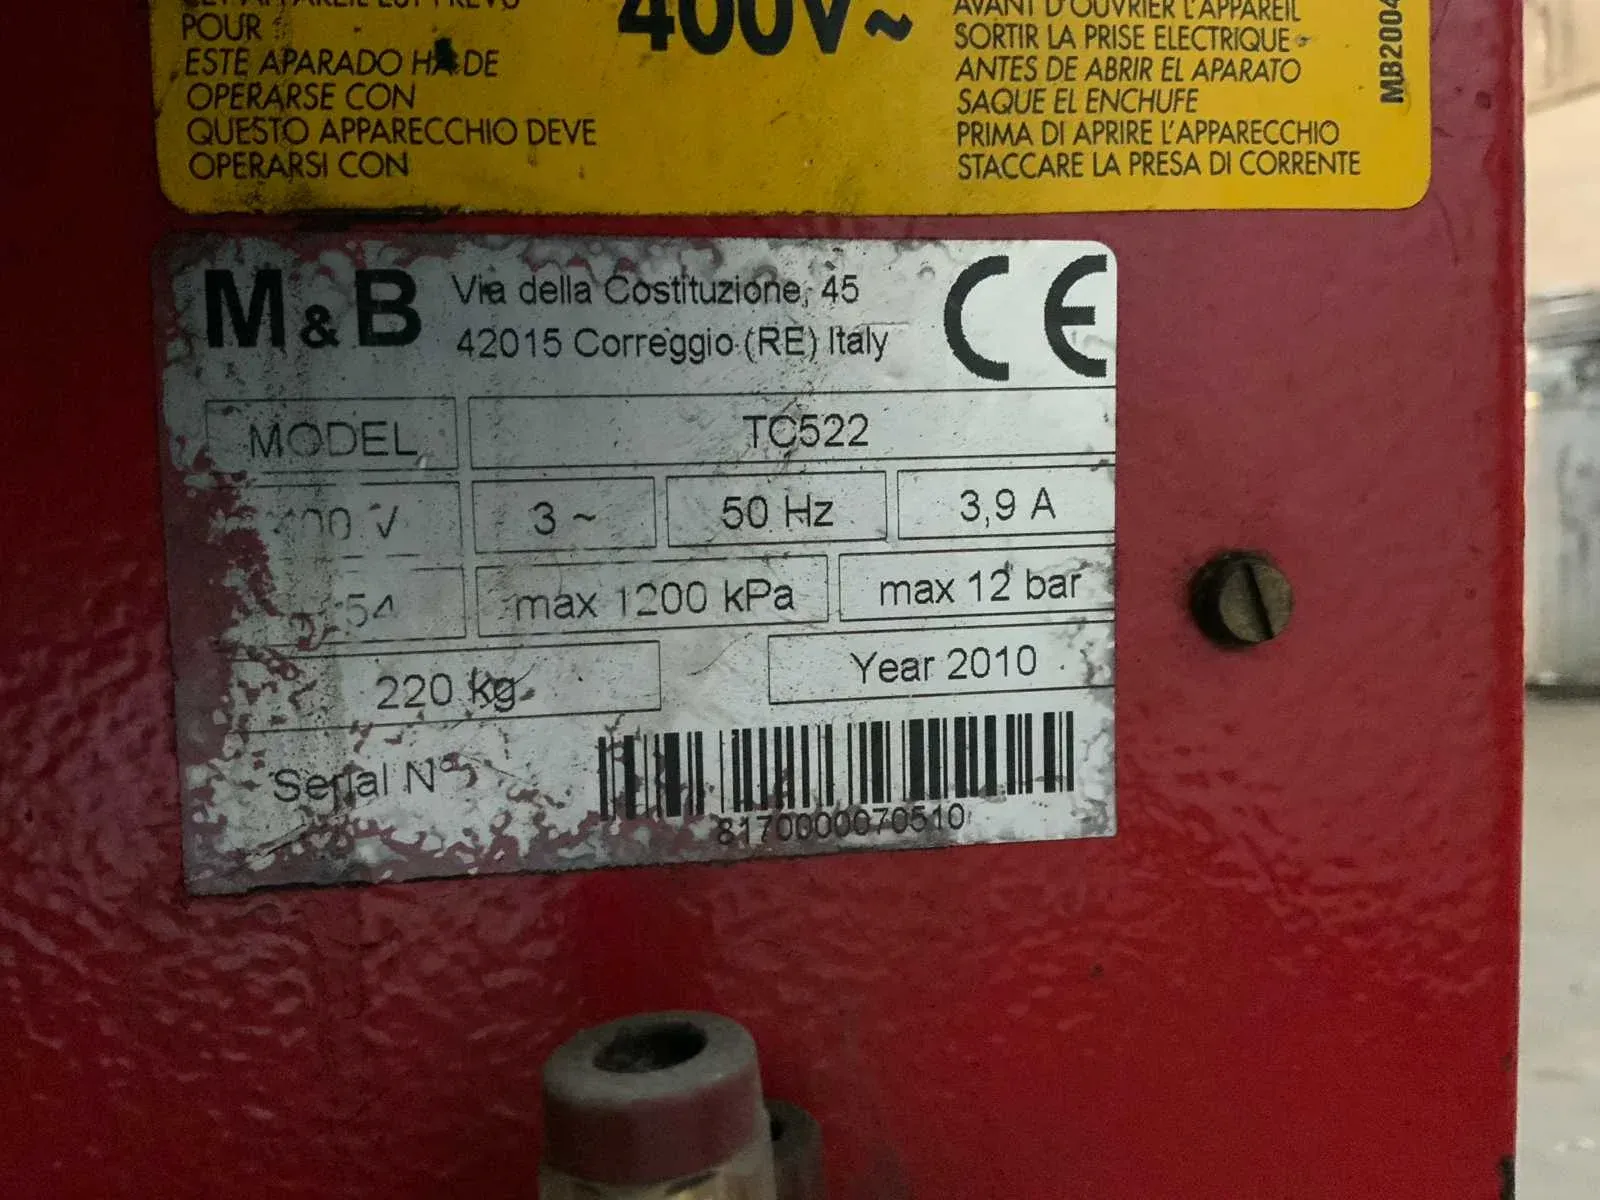 POUR
ESTE APARADO HA DE
OPERARSE CON
QUESTO APPARECCHIO DEVE
OPERARSI CON
400V~
AVANT D'OUVRIER L'APPAREIL
SORTIR LA PRISE ELECTRIQUE
ANTES DE ABRIR EL APARATO
SAQUE EL ENCHUFE
PRIMA DI APRIRE L'APPARECCHIO
STACCARE LA PRESA DI CORRENTE
MB2004
M&B
Via della Costituzione, 45
42015 Correggio (RE) Italy
CE
MODEL TC522
V 3 ~ 50 Hz 3,9 A
54 max 1200 kPa max 12 bar
220 kg Year 2010
Serial N°
8170000070510